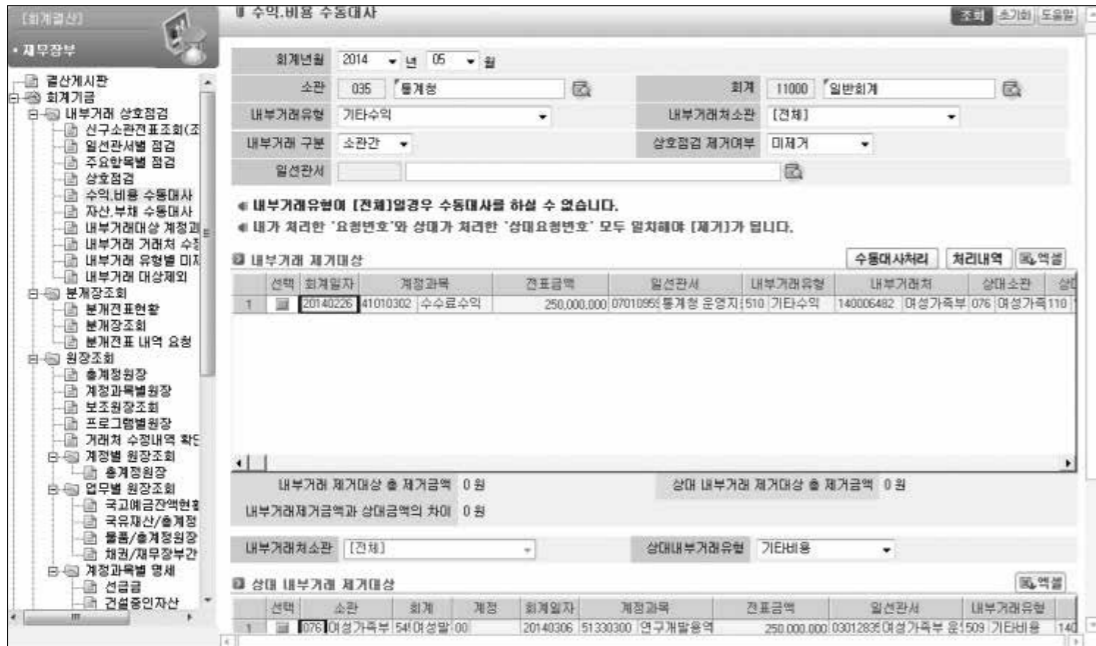 [회계결산]
• 재무장부
결산게시판
회계기금
내부거래 상호점검
신구소관전표조회(조
일선관서별 점검
주요항목별 점검
상호점검
수익.비용 수동대사
자산.부채 수동대사
내부거래대상 계정과
내부거래 거래처 수정
내부거래 유형별 미제
내부거래 대상제외
분개장조회
분개전표현황
분개장조회
분개전표 내역 요청
원장조회
총계정원장
계정과목별원장
보조원장조회
프로그램별원장
거래처 수정내역 확인
계정별 원장조회
총계정원장
업무별 원장조회
국고예금잔액현황
국유재산/총계정
물품/총계정원장
채권/재무장부간
계정과목별 명세
선급금
건설중인자산
수익.비용 수동대사
조회 초기화 도움말
회계년월 2014 년 05 월
소관 035 통계청 회계 11000 일반회계
내부거래유형 기타수익 내부거래처소관 [전체]
내부거래 구분 소관간 상호점검 제거여부 미제거
일선관서
내부거래유형이 [전체]일경우 수동대사를 하실 수 없습니다.
내가 처리한 '요청번호'와 상대가 처리한 '상대요청번호' 모두 일치해야 [제거]가 됩니다.
내부거래 제거대상 수동대사처리 처리내역 엑셀
선택 회계일자 계정과목 전표금액 일선관서 내부거래유형 내부거래처 상대소관 상대
1 20140226 41010302 수수료수익 250,000,000 0701095 통계청 운영지 510 기타수익 140006482 여성가족부 076 여성가족 110
내부거래 제거대상 총 제거금액 0 원 상대 내부거래 제거대상 총 제거금액 0 원
내부거래제거금액과 상대금액의 차이 0 원
내부거래처소관 [전체] 상대내부거래유형 기타비용
상대 내부거래 제거대상 엑셀
선택 소관 회계 계정 회계일자 계정과목 전표금액 일선관서 내부거래유형
1 076 여성가족부 54 여성발 00 20140306 51330300 연구개발용역 250,000,000 0301283 여성가족부 운 509 기타비용 140